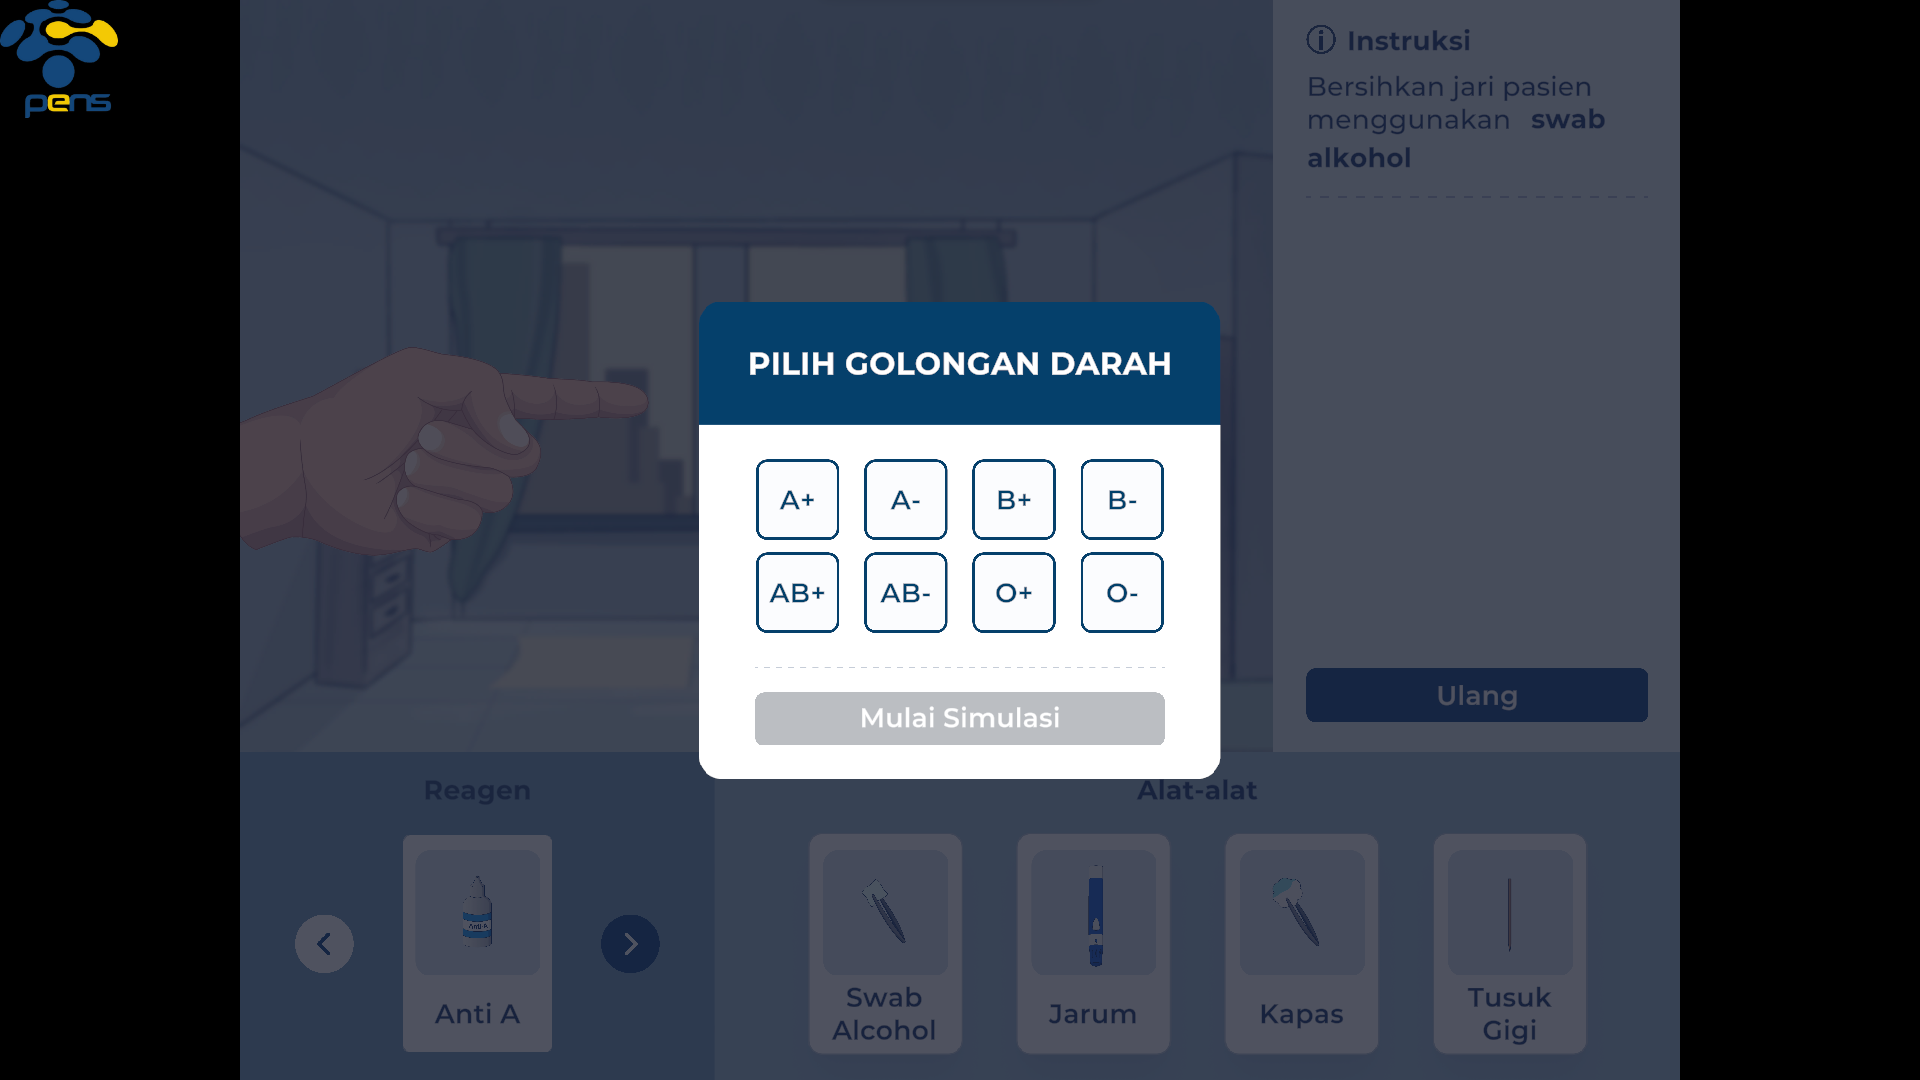 pens
Instruksi
Bersihkan jari pasien
menggunakan swab
alkohol
PILIH GOLONGAN DARAH
A+ A- B+ B-
AB+ AB- O+ O-
Mulai Simulasi
Ulang
Reagen
Anti-A
Anti A
Alat-alat
Swab
Alcohol
Jarum
Kapas
Tusuk
Gigi